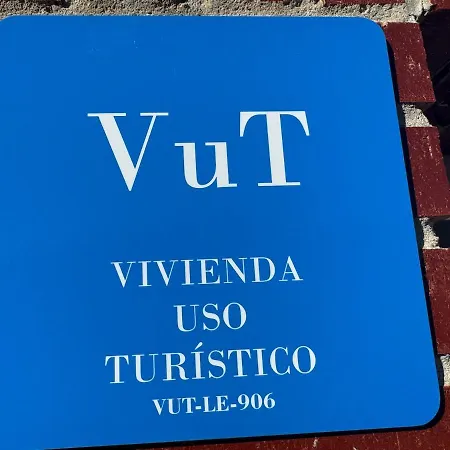 VuT
VIVIENDA
USO
TURÍSTICO
VUT-LE-906